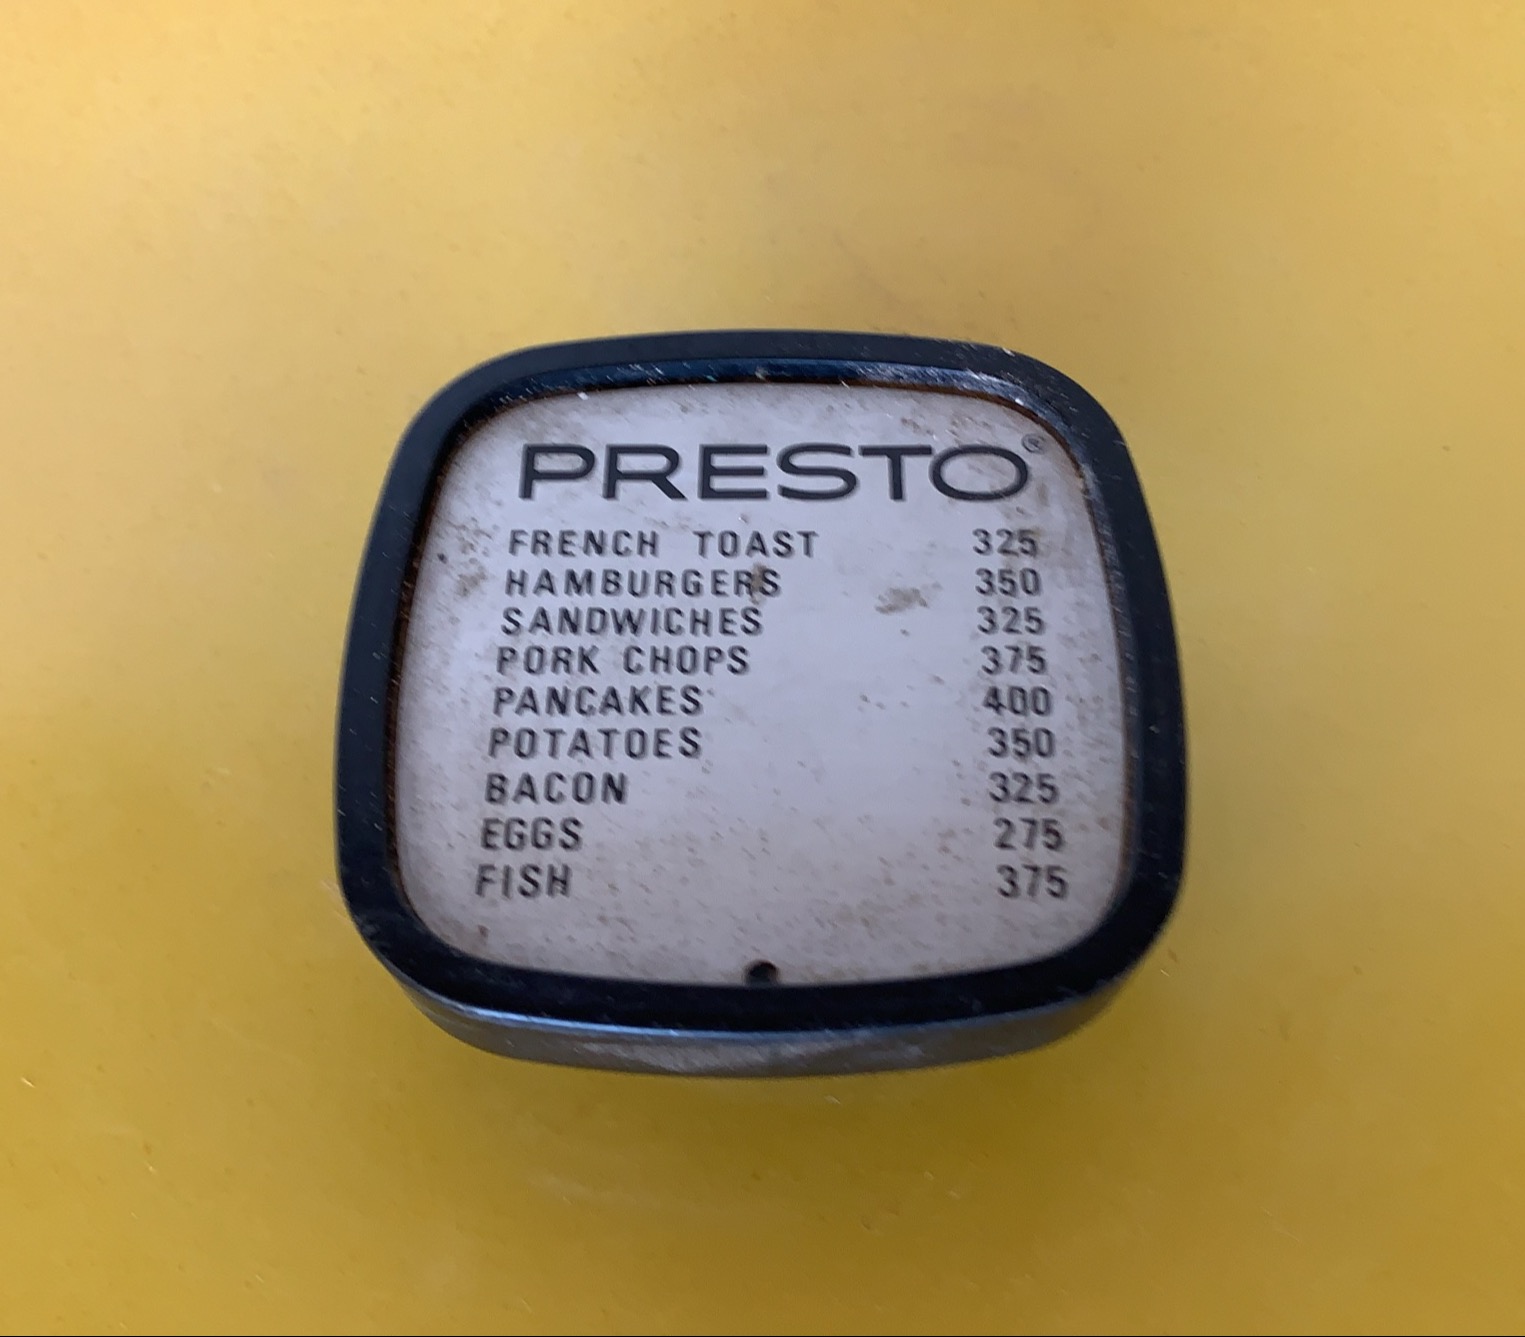 PRESTO®
FRENCH TOAST 325
HAMBURGERS 350
SANDWICHES 325
PORK CHOPS 375
PANCAKES 400
POTATOES 350
BACON 325
EGGS 275
FISH 375